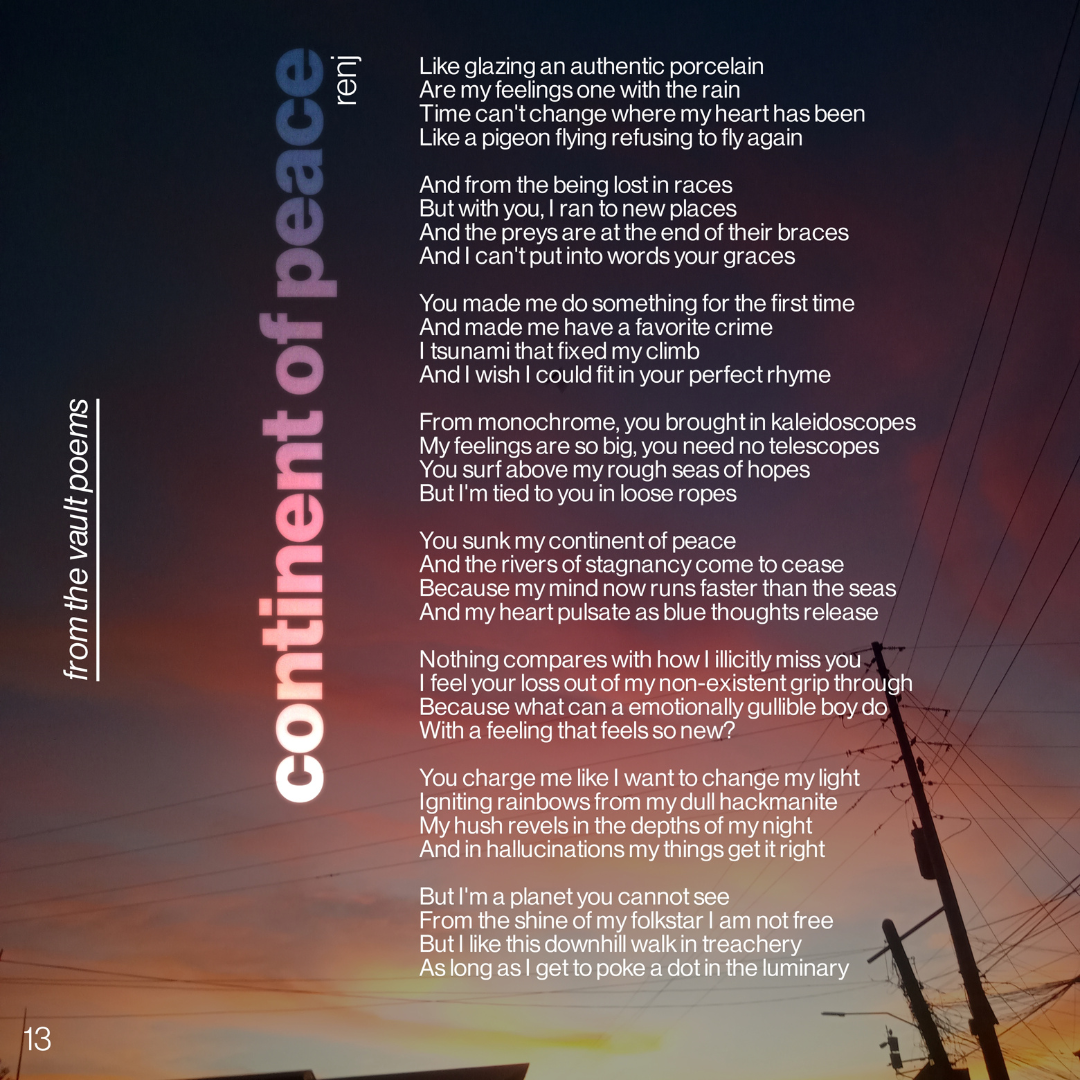 from the vault poems
continent of peace
renj
Like glazing an authentic porcelain
Are my feelings one with the rain
Time can't change where my heart has been
Like a pigeon flying refusing to fly again
And from the being lost in races
But with you, I ran to new places
And the preys are at the end of their braces
And I can't put into words your graces
You made me do something for the first time
And made me have a favorite crime
I tsunami that fixed my climb
And I wish I could fit in your perfect rhyme
From monochrome, you brought in kaleidoscopes
My feelings are so big, you need no telescopes
You surf above my rough seas of hopes
But I'm tied to you in loose ropes
You sunk my continent of peace
And the rivers of stagnancy come to cease
Because my mind now runs faster than the seas
And my heart pulsate as blue thoughts release
Nothing compares with how I illicitly miss you
I feel your loss out of my non-existent grip through
Because what can a emotionally gullible boy do
With a feeling that feels so new?
You charge me like I want to change my light
Igniting rainbows from my dull hackmanite
My hush revels in the depths of my night
And in hallucinations my things get it right
But I'm a planet you cannot see
From the shine of my folkstar I am not free
But I like this downhill walk in treachery
As long as I get to poke a dot in the luminary
13